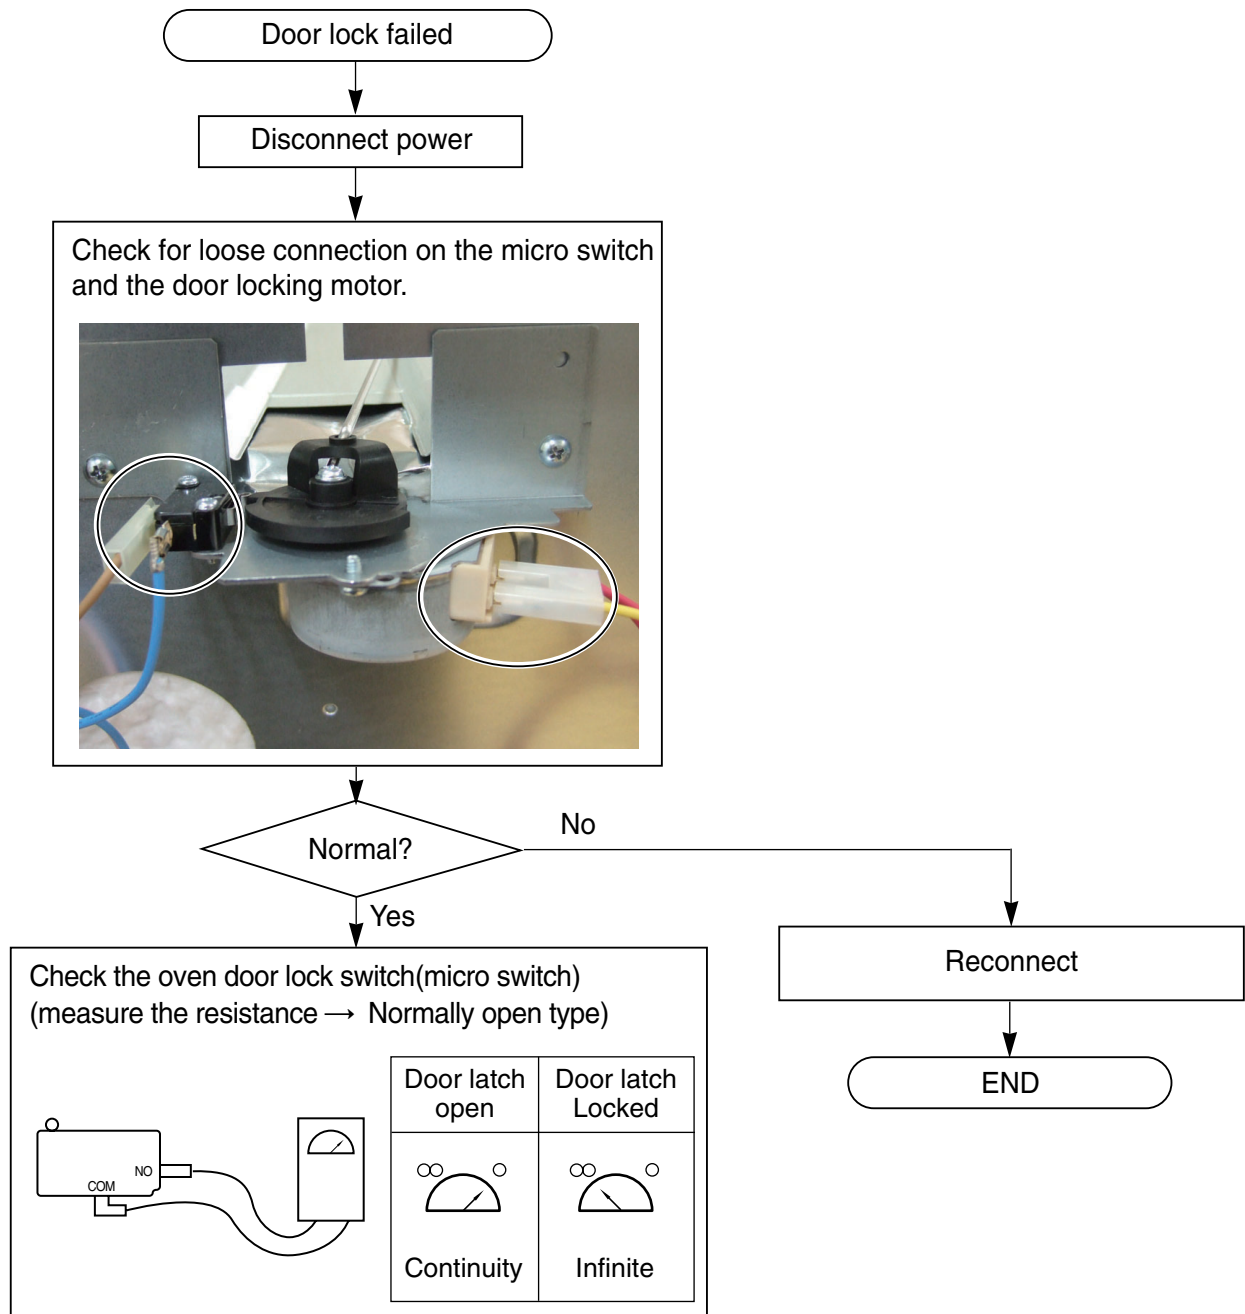 Door lock failed
Disconnect power
Check for loose connection on the micro switch
and the door locking motor.
Normal?
No
Yes
Reconnect
END
Check the oven door lock switch(micro switch)
(measure the resistance → Normally open type)
NO
COM
Door latch
open
Door latch
Locked
Continuity
Infinite